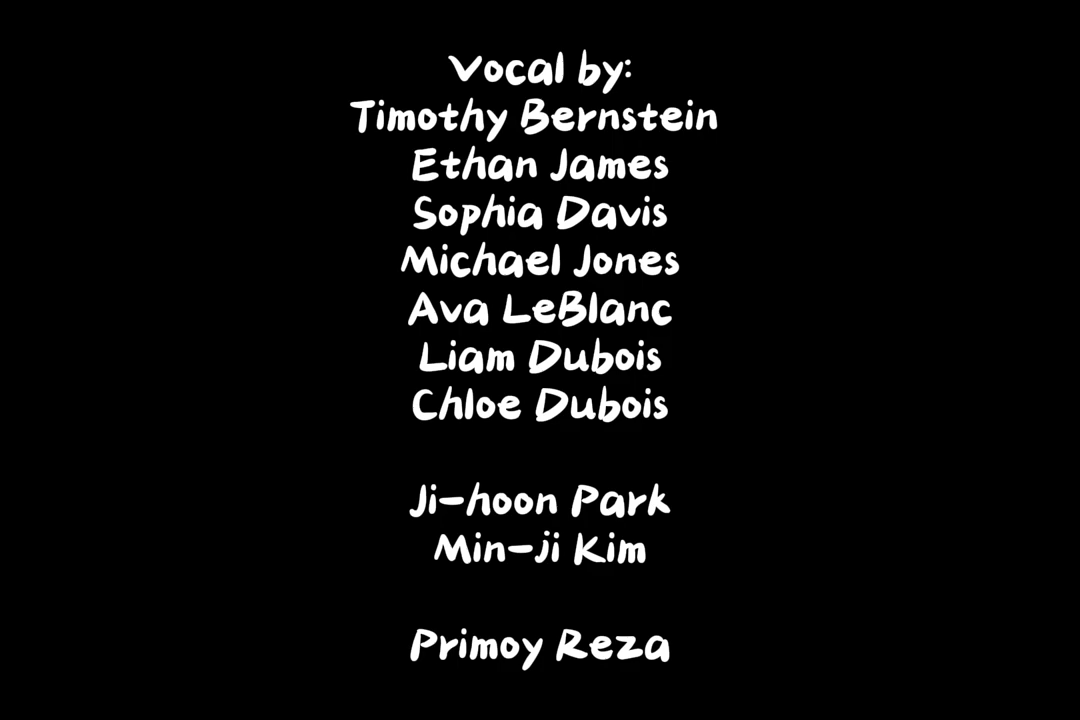 Vocal by:
Timothy Bernstein
Ethan James
Sophia Davis
Michael Jones
Ava LeBlanc
Liam Dubois
Chloe Dubois
Ji-hoon Park
Min-ji Kim
Primoy Reza